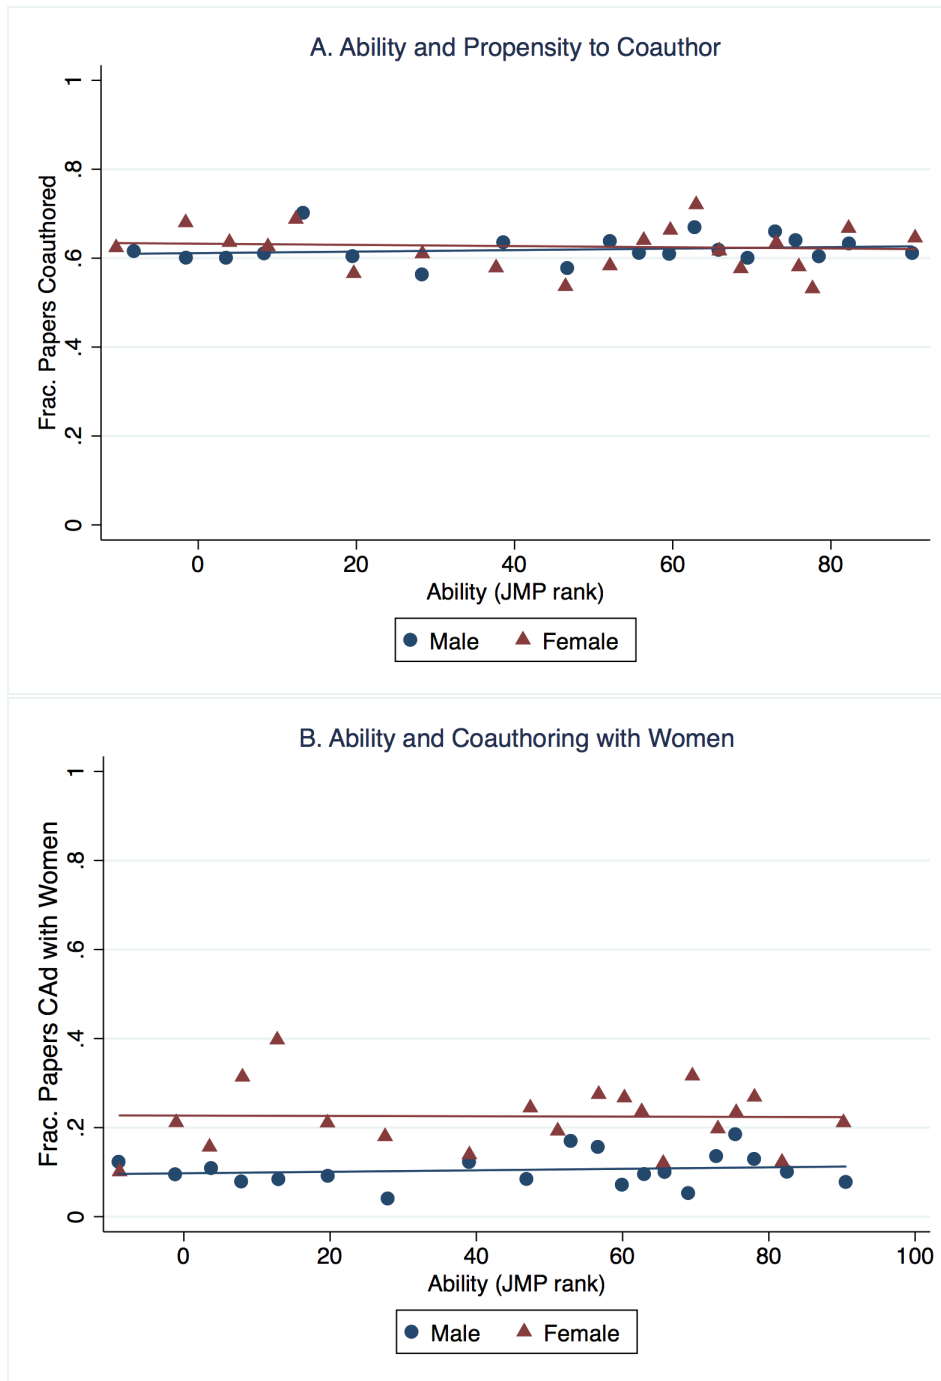 A. Ability and Propensity to Coauthor
Frac. Papers Coauthored
1
.8
.6
.4
.2
0
0 20 40 60 80
Ability (JMP rank)
Male Female
B. Ability and Coauthoring with Women
Frac. Papers CAd with Women
1
.8
.6
.4
.2
0
0 20 40 60 80 100
Ability (JMP rank)
Male Female